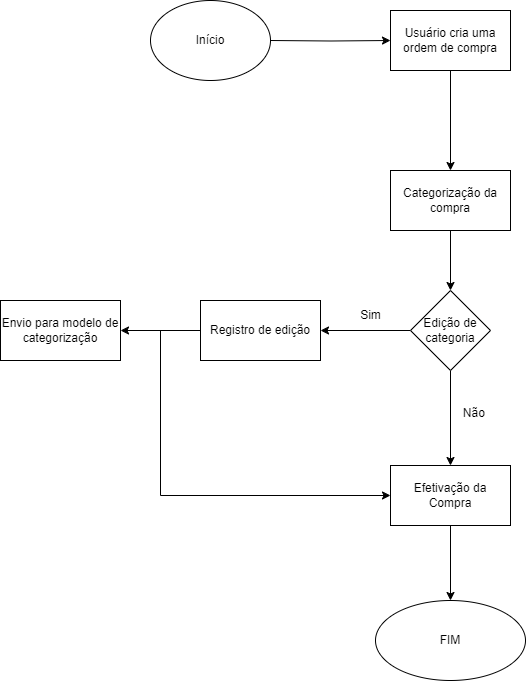 Início
Usuário cria uma
ordem de compra
Categorização da
compra
Edição de
categoria
Sim
Registro de edição
Envio para modelo de
categorização
Não
Efetivação da
Compra
FIM